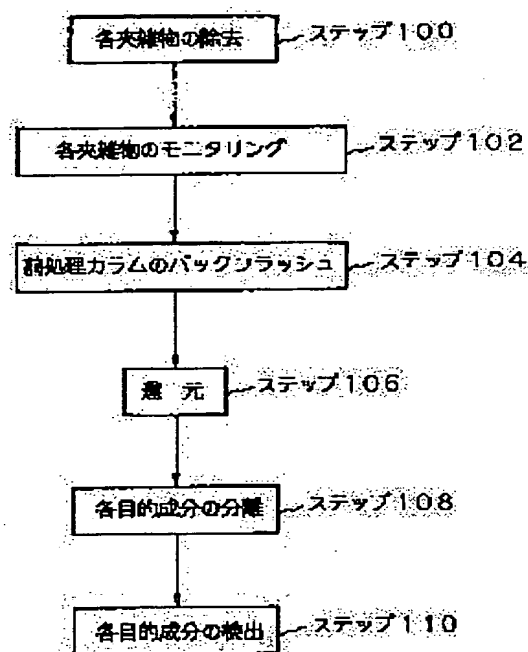 各夾雑物の除去 ステップ100
各夾雑物のモニタリング ステップ102
前処理カラムのバックフラッシュ ステップ104
還 元 ステップ106
各目的成分の分離 ステップ108
各目的成分の検出 ステップ110